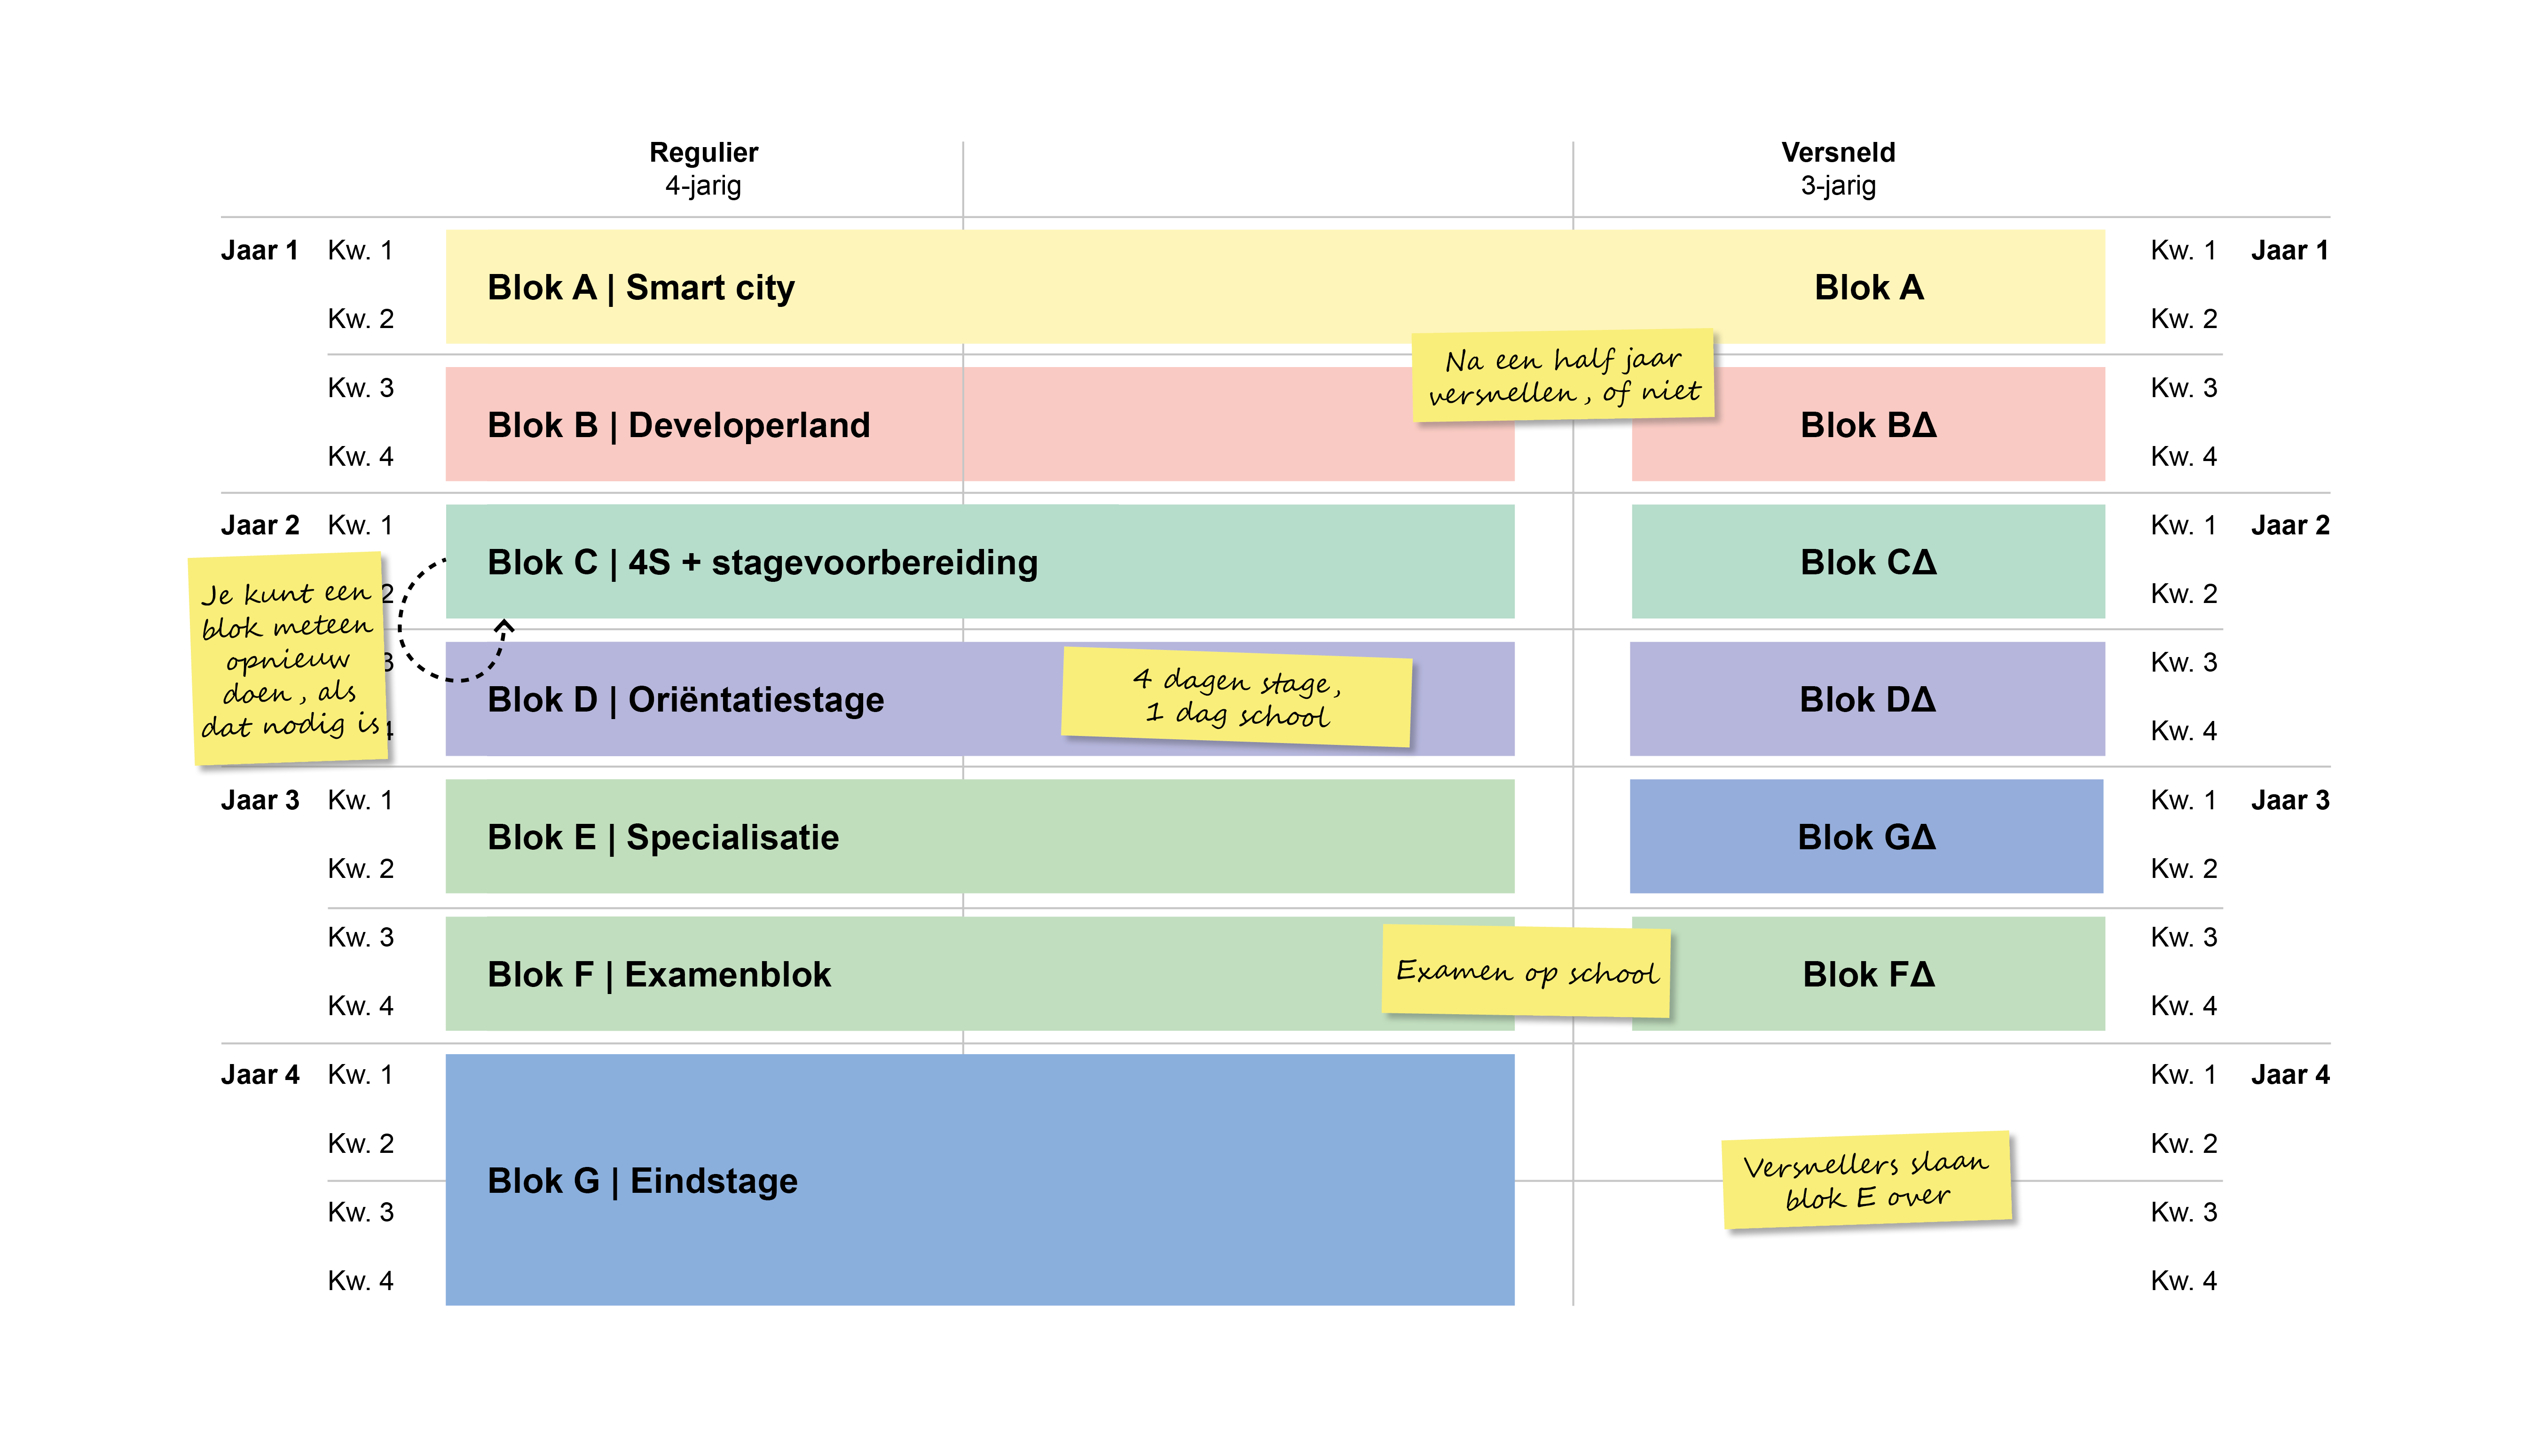 Regulier
4-jarig
Versneld
3-jarig
Jaar 1 Kw. 1
Blok A | Smart city
Blok A
Kw. 1 Jaar 1
Kw. 2
Kw. 2
Na een half jaar
versnellen, of niet
Kw. 3
Blok B | Developerland
Blok BΔ
Kw. 3
Kw. 4
Kw. 4
Jaar 2 Kw. 1
Blok C | 4S + stagevoorbereiding
Blok CΔ
Kw. 1 Jaar 2
2
Kw. 2
Je kunt een
blok meteen
opnieuw
doen, als
dat nodig is
3
Blok D | Oriëntatiestage
4 dagen stage,
1 dag school
Blok DΔ
Kw. 3
4
Kw. 4
Jaar 3 Kw. 1
Blok E | Specialisatie
Blok GΔ
Kw. 1 Jaar 3
Kw. 2
Kw. 2
Kw. 3
Blok F | Examenblok
Examen op school
Blok FΔ
Kw. 3
Kw. 4
Kw. 4
Jaar 4 Kw. 1
Kw. 1 Jaar 4
Kw. 2
Kw. 2
Blok G | Eindstage
Versnellers slaan
blok E over
Kw. 3
Kw. 3
Kw. 4
Kw. 4